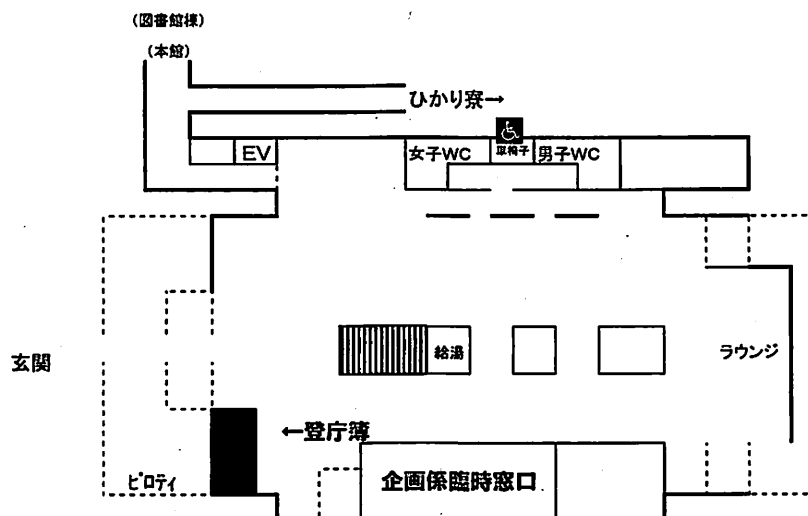 (図書館棟)
(本館)
ひかり寮→
EV
女子WC
車椅子
男子WC
給湯
ラウンジ
玄関
←登庁簿
ピロティ
企画係臨時窓口